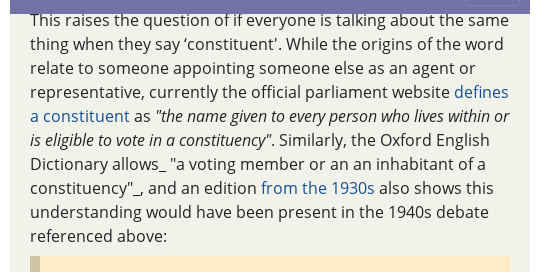 This raises the question of if everyone is talking about the same
thing when they say ‘constituent'. While the origins of the word
relate to someone appointing someone else as an agent or
representative, currently the official parliament website defines
a constituent as "the name given to every person who lives within or
is eligible to vote in a constituency". Similarly, the Oxford English
Dictionary allows_ "a voting member or an an inhabitant of a
constituency"_, and an edition from the 1930s also shows this
understanding would have been present in the 1940s debate
referenced above: